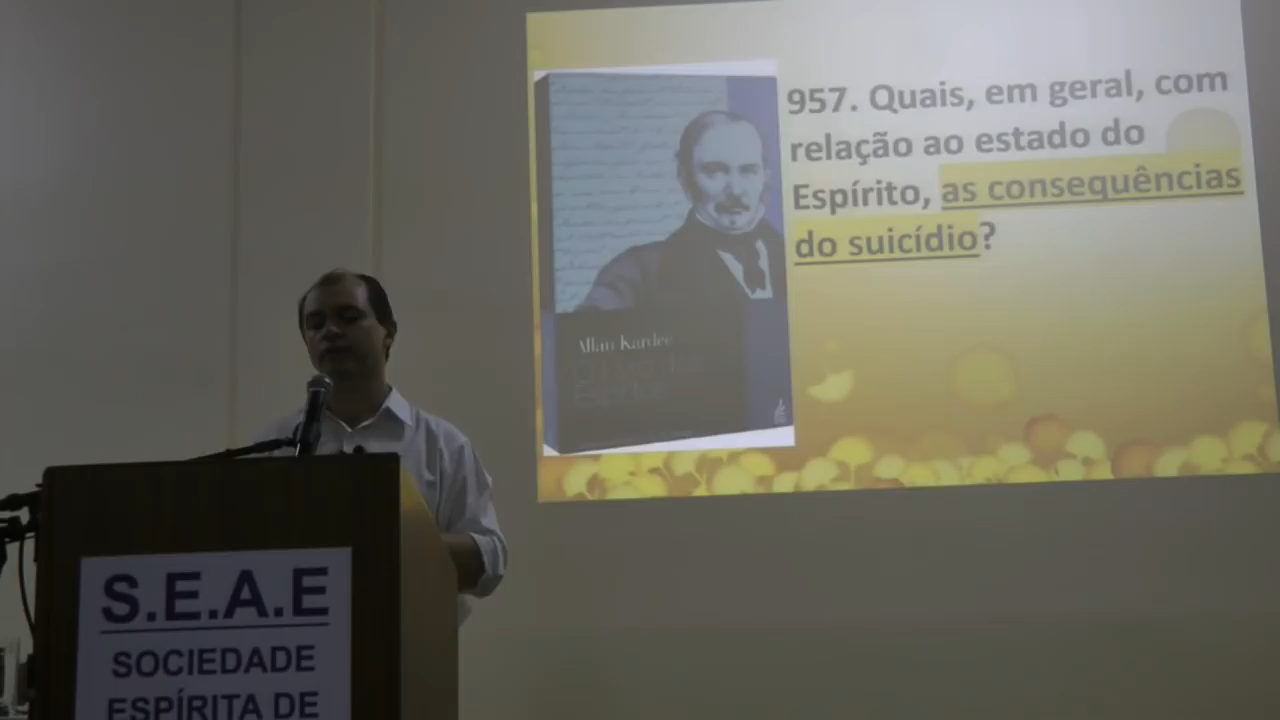 957. Quais, em geral, com
relação ao estado do
Espírito, as consequências
do suicídio?
Allan Kardec
S.E.A.E
SOCIEDADE
ESPÍRITA DE